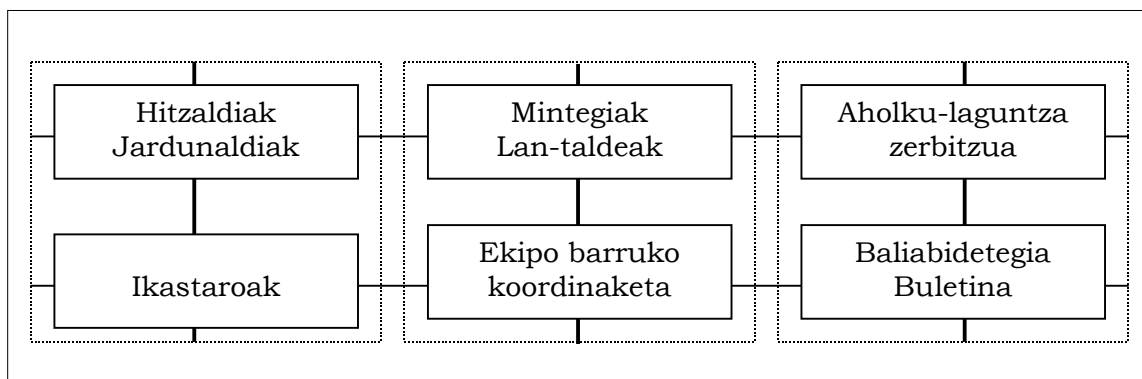 Hitzaldiak
Jardunaldiak
Mintegiak
Lan-taldeak
Aholku-laguntza
zerbitzua
Ikastaroak
Ekipo barruko
koordinaketa
Baliabidetegia
Buletina